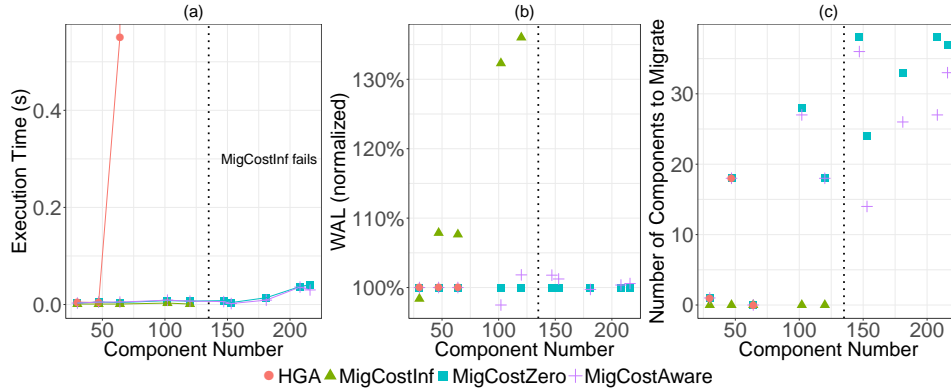 (a)
Execution Time (s)
0.4
0.2
0.0
MigCostInf fails
50
100
150
200
Component Number
(b)
WAL (normalized)
130%
120%
110%
100%
50
100
150
200
Component Number
(c)
Number of Components to Migrate
30
20
10
0
50
100
150
200
Component Number
HGA
MigCostInf
MigCostZero
MigCostAware